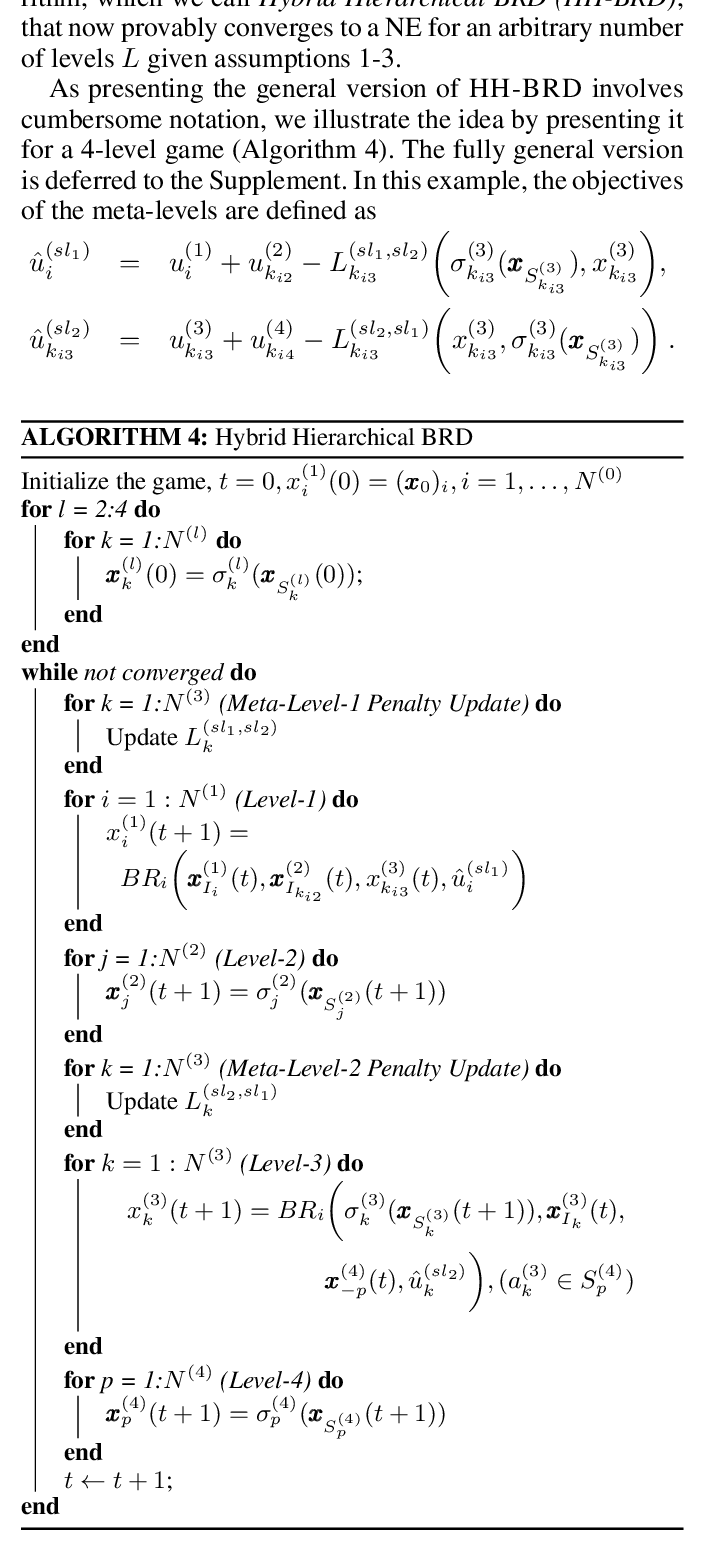 rithm, which we call Hybrid Hierarchical BRD (HH-BRD),
that now provably converges to a NE for an arbitrary number
of levels L given assumptions 1-3.
As presenting the general version of HH-BRD involves
cumbersome notation, we illustrate the idea by presenting it
for a 4-level game (Algorithm 4). The fully general version
is deferred to the Supplement. In this example, the objectives
of the meta-levels are defined as
$\hat{u}_i^{(sl_1)} = u_i^{(1)} + u_{k_{i2}}^{(2)} - L_{k_{i3}}^{(sl_1,sl_2)}\left(\sigma_{k_{i3}}^{(3)}(\boldsymbol{x}_{S_{k_{i3}}^{(3)}}), x_{k_{i3}}^{(3)}\right),$
$\hat{u}_{k_{i3}}^{(sl_2)} = u_{k_{i3}}^{(3)} + u_{k_{i4}}^{(4)} - L_{k_{i3}}^{(sl_2,sl_1)}\left(x_{k_{i3}}^{(3)}, \sigma_{k_{i3}}^{(3)}(\boldsymbol{x}_{S_{k_{i3}}^{(3)}})\right).$
ALGORITHM 4: Hybrid Hierarchical BRD
Initialize the game, $t = 0, x_i^{(1)}(0) = (\boldsymbol{x}_0)_i, i = 1, \ldots, N^{(0)}$
for l = 2:4 do
for k = 1:$N^{(l)}$ do
$\boldsymbol{x}_k^{(l)}(0) = \sigma_k^{(l)}(\boldsymbol{x}_{S_k^{(l)}}(0));$
end
end
while not converged do
for k = 1:$N^{(3)}$ (Meta-Level-1 Penalty Update) do
Update $L_k^{(sl_1,sl_2)}$
end
for $i = 1 : N^{(1)}$ (Level-1) do
$x_i^{(1)}(t+1) =$
$BR_i\left(\boldsymbol{x}_{I_i}^{(1)}(t), \boldsymbol{x}_{I_{k_{i2}}}^{(2)}(t), x_{k_{i3}}^{(3)}(t), \hat{u}_i^{(sl_1)}\right)$
end
for j = 1:$N^{(2)}$ (Level-2) do
$\boldsymbol{x}_j^{(2)}(t+1) = \sigma_j^{(2)}(\boldsymbol{x}_{S_j^{(2)}}(t+1))$
end
for k = 1:$N^{(3)}$ (Meta-Level-2 Penalty Update) do
Update $L_k^{(sl_2,sl_1)}$
end
for $k = 1 : N^{(3)}$ (Level-3) do
$x_k^{(3)}(t+1) = BR_i\Big(\sigma_k^{(3)}(\boldsymbol{x}_{S_k^{(3)}}(t+1)), \boldsymbol{x}_{I_k}^{(3)}(t),$
$\boldsymbol{x}_{-p}^{(4)}(t), \hat{u}_k^{(sl_2)}\Big), (a_k^{(3)} \in S_p^{(4)})$
end
for p = 1:$N^{(4)}$ (Level-4) do
$\boldsymbol{x}_p^{(4)}(t+1) = \sigma_p^{(4)}(\boldsymbol{x}_{S_p^{(4)}}(t+1))$
end
$t \leftarrow t + 1;$
end